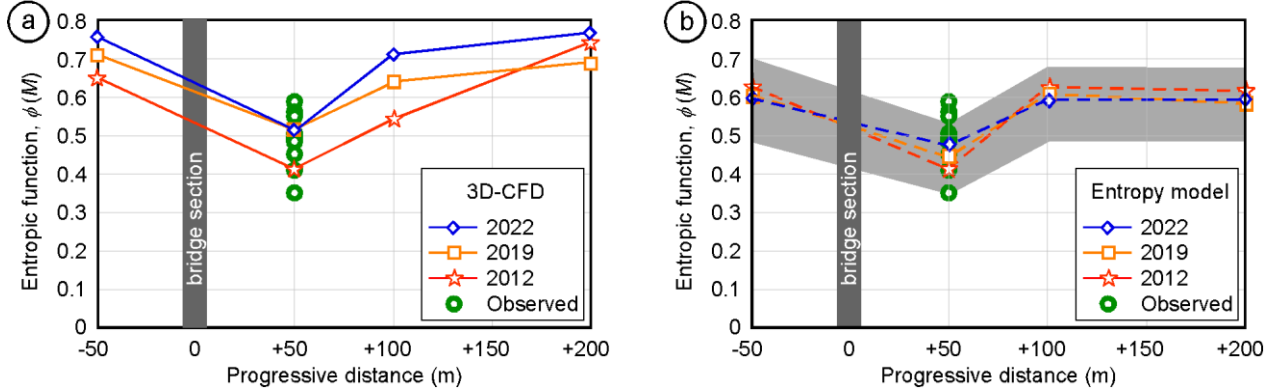 a
Entropic function, ϕ (M)
0.8
0.7
0.6
0.5
0.4
0.3
0.2
0.1
0
bridge section
3D-CFD
2022
2019
2012
Observed
-50 0 +50 +100 +150 +200
Progressive distance (m)
b
Entropic function, ϕ (M)
0.8
0.7
0.6
0.5
0.4
0.3
0.2
0.1
0
bridge section
Entropy model
2022
2019
2012
Observed
-50 0 +50 +100 +150 +200
Progressive distance (m)